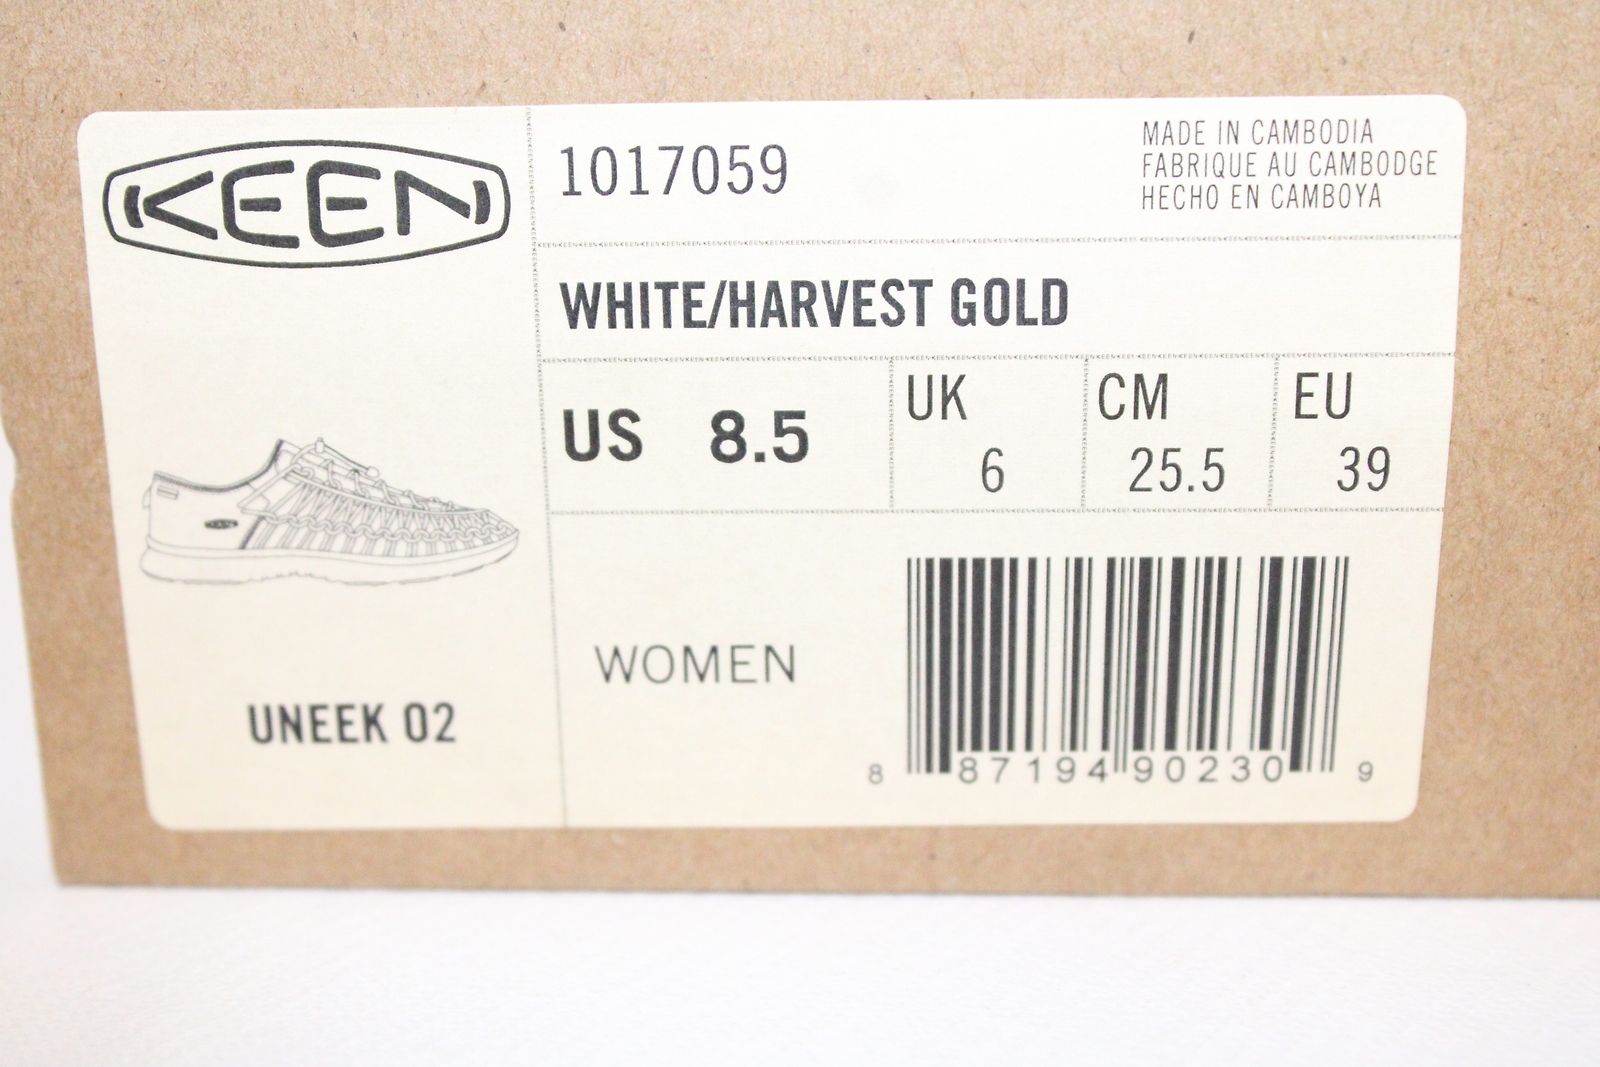 KEEN
1017059
MADE IN CAMBODIA
FABRIQUE AU CAMBODGE
HECHO EN CAMBOYA
WHITE/HARVEST GOLD
US 8.5
UK
6
CM
25.5
EU
39
UNEEK 02
WOMEN
8 87194 90230 9